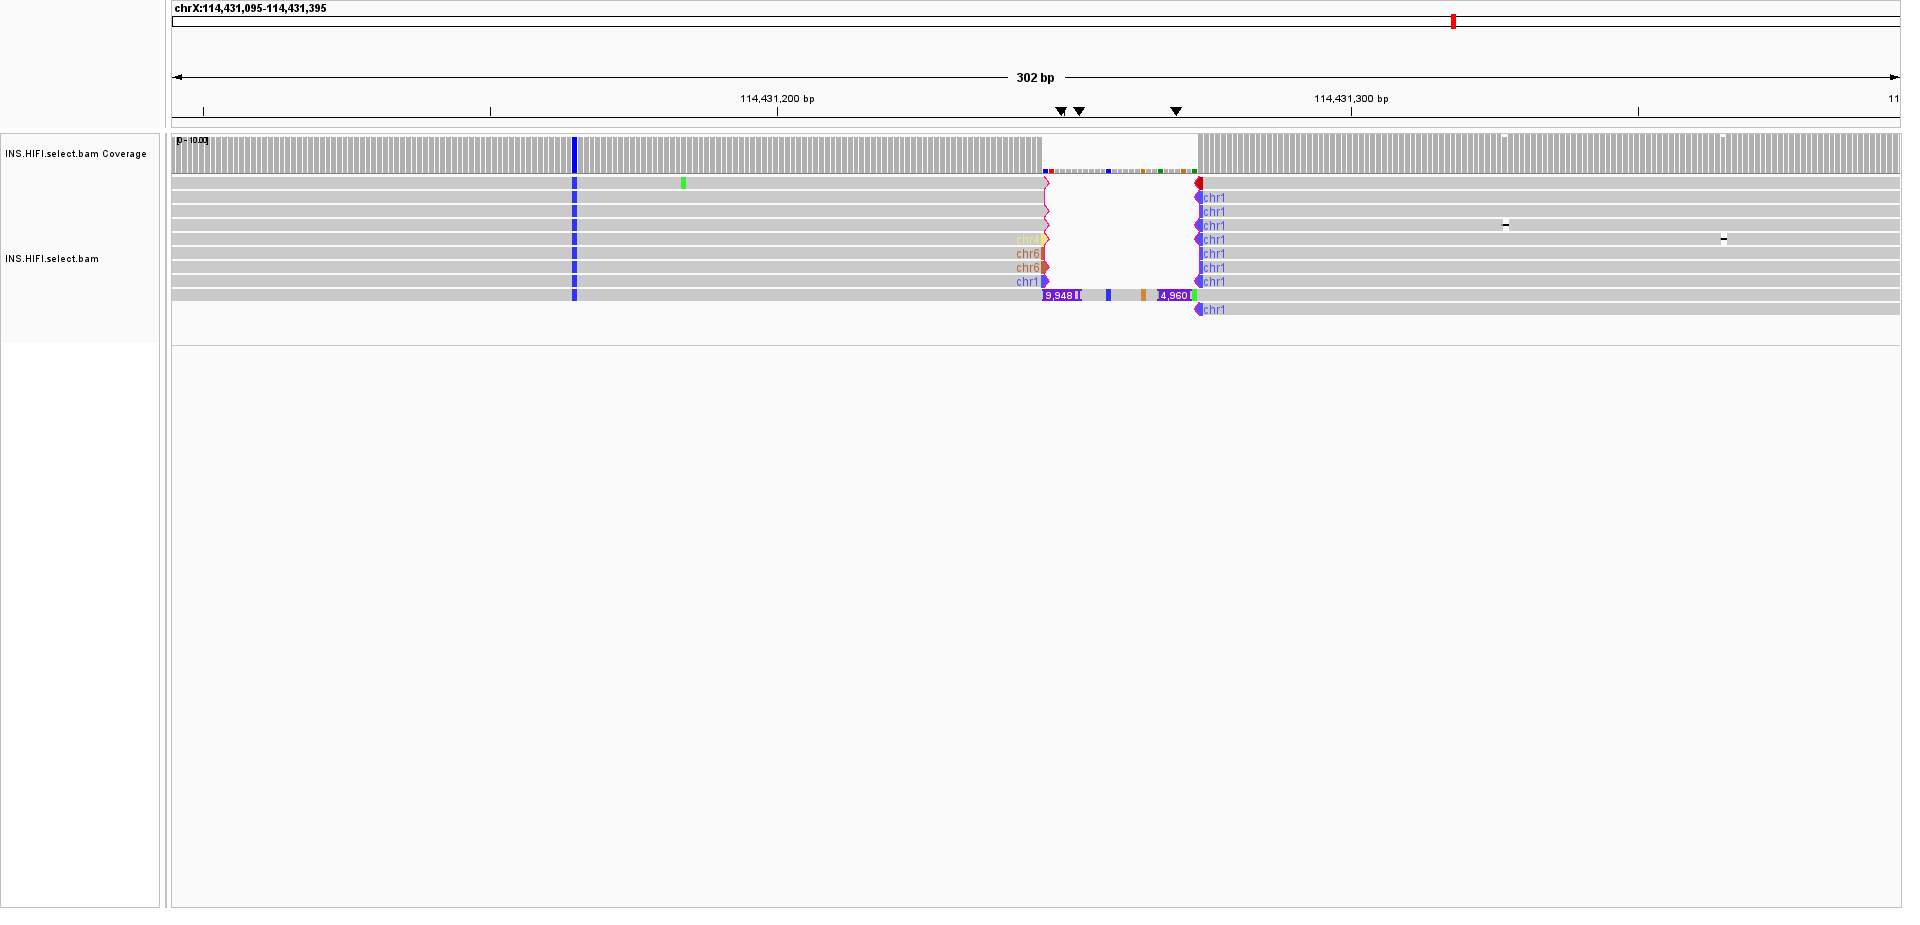 chrX:114,431,095-114,431,395
302 bp
114,431,200 bp
114,431,300 bp
11
INS.HIFI.select.bam Coverage
[0 - 10.00]
INS.HIFI.select.bam
chr1
chr1
chr1
chr1
chr6
chr1
chr6
chr1
chr1
chr1
9,948
4,960
chr1